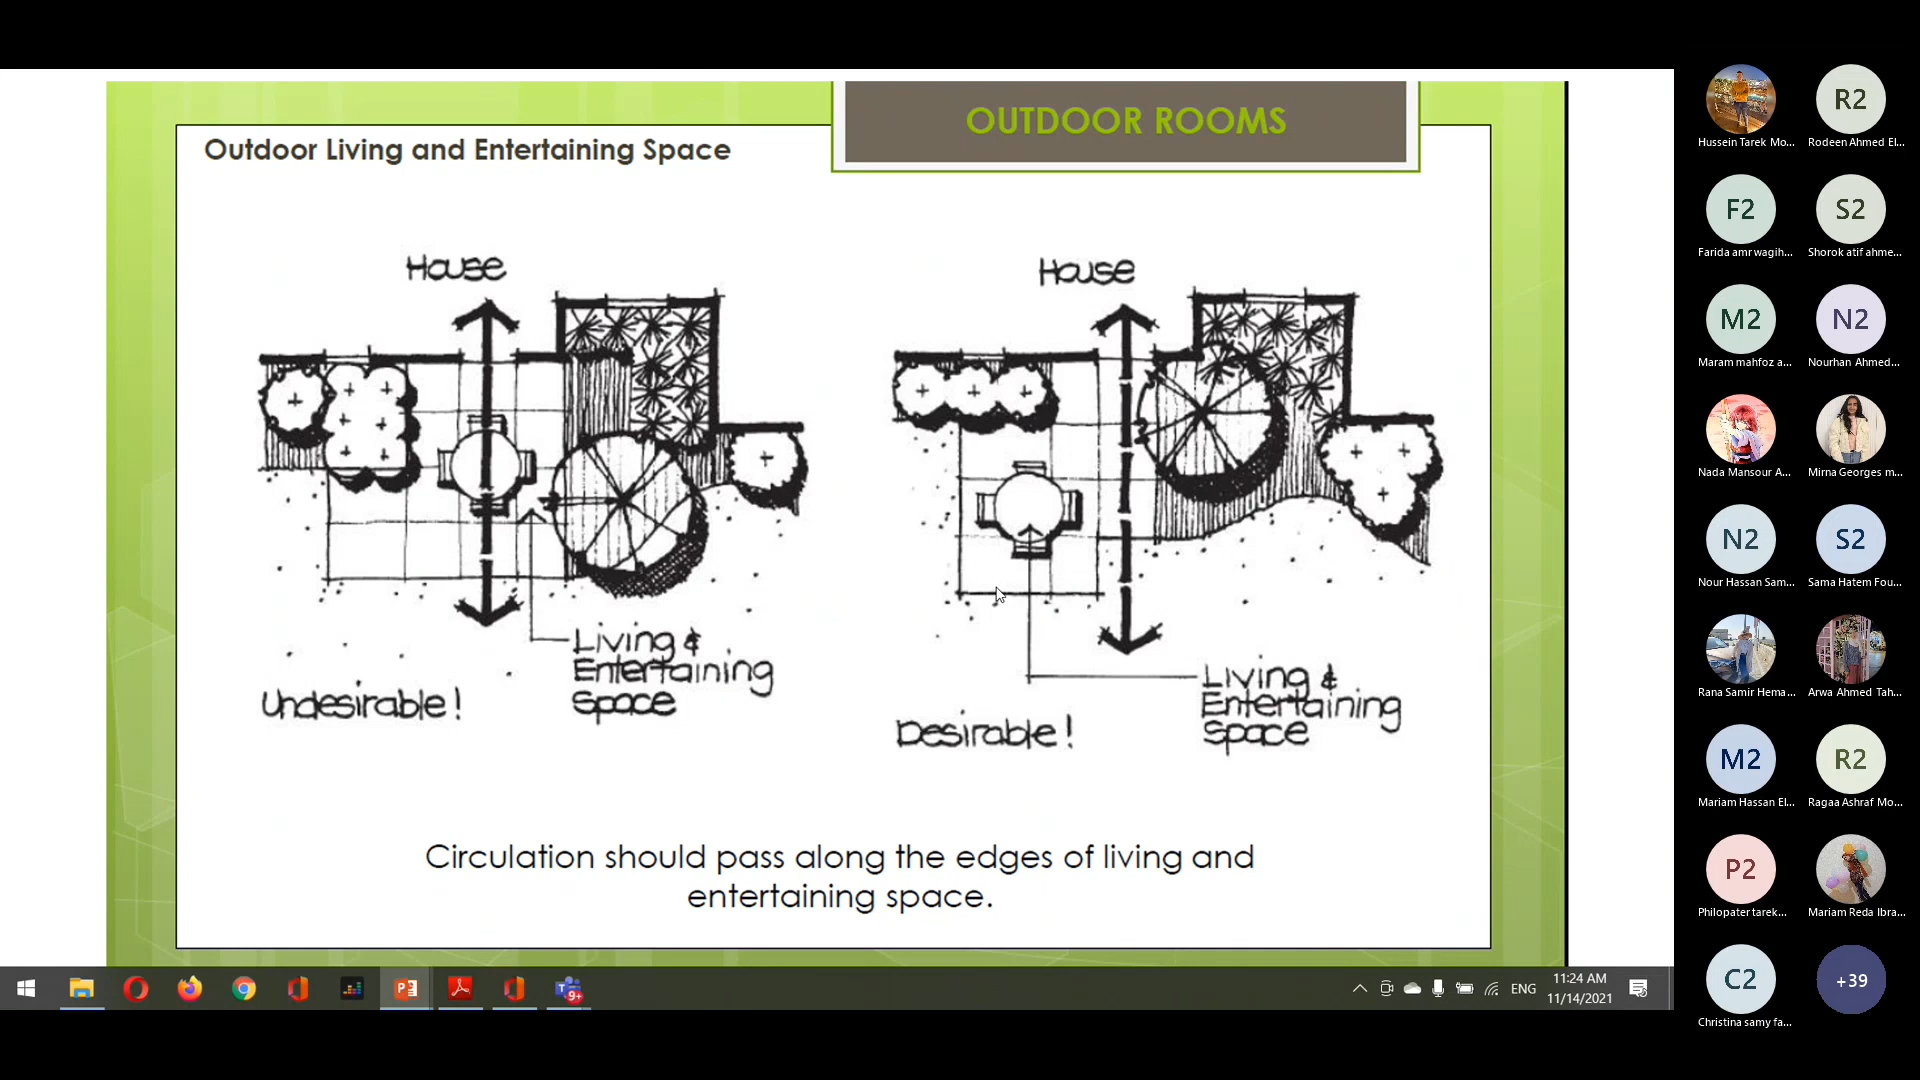 OUTDOOR ROOMS
Outdoor Living and Entertaining Space
House
Living &
Entertaining
Space
Undesirable!
House
Living &
Entertaining
Space
Desirable!
Circulation should pass along the edges of living and
entertaining space.
Hussein Tarek Mo...
R2
Rodeen Ahmed El...
F2
Farida amr wagih...
S2
Shorok atif ahme...
M2
Maram mahfoz a...
N2
Nourhan Ahmed...
Nada Mansour A...
Mirna Georges m...
N2
Nour Hassan Sam...
S2
Sama Hatem Fou...
Rana Samir Hema...
Arwa Ahmed Tah...
M2
Mariam Hassan El...
R2
Ragaa Ashraf Mo...
P2
Philopater tarek...
Mariam Reda Ibra...
C2
Christina samy fa...
+39
9+
ENG
11:24 AM
11/14/2021